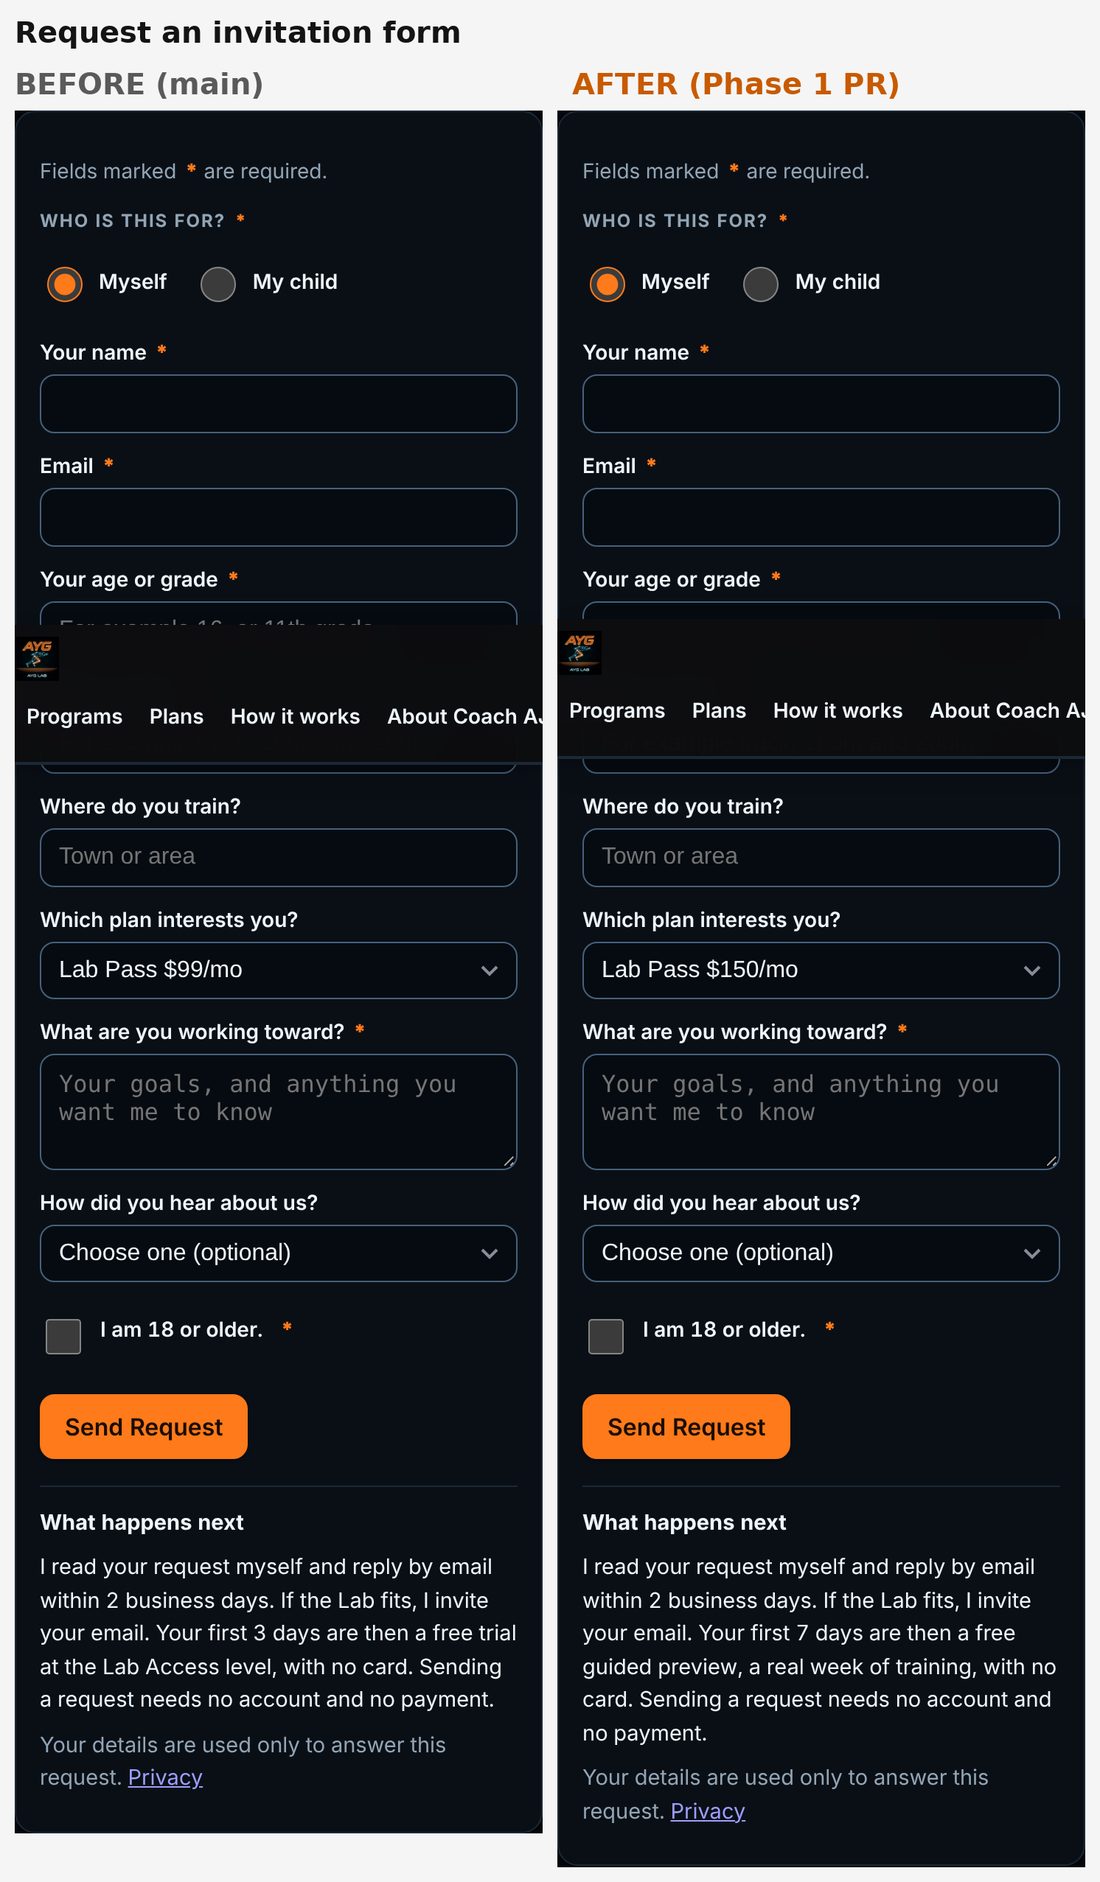 Request an invitation form
BEFORE (main)
Fields marked * are required.
WHO IS THIS FOR? *
Myself My child
Your name *
Email *
Your age or grade *
AYG
AYG LAB
Programs Plans How it works About Coach AJ
Where do you train?
Town or area
Which plan interests you?
Lab Pass $99/mo
What are you working toward? *
Your goals, and anything you
want me to know
How did you hear about us?
Choose one (optional)
I am 18 or older. *
Send Request
What happens next
I read your request myself and reply by email
within 2 business days. If the Lab fits, I invite
your email. Your first 3 days are then a free trial
at the Lab Access level, with no card. Sending
a request needs no account and no payment.
Your details are used only to answer this
request. Privacy
AFTER (Phase 1 PR)
Fields marked * are required.
WHO IS THIS FOR? *
Myself My child
Your name *
Email *
Your age or grade *
AYG
AYG LAB
Programs Plans How it works About Coach AJ
Where do you train?
Town or area
Which plan interests you?
Lab Pass $150/mo
What are you working toward? *
Your goals, and anything you
want me to know
How did you hear about us?
Choose one (optional)
I am 18 or older. *
Send Request
What happens next
I read your request myself and reply by email
within 2 business days. If the Lab fits, I invite
your email. Your first 7 days are then a free
guided preview, a real week of training, with no
card. Sending a request needs no account and
no payment.
Your details are used only to answer this
request. Privacy